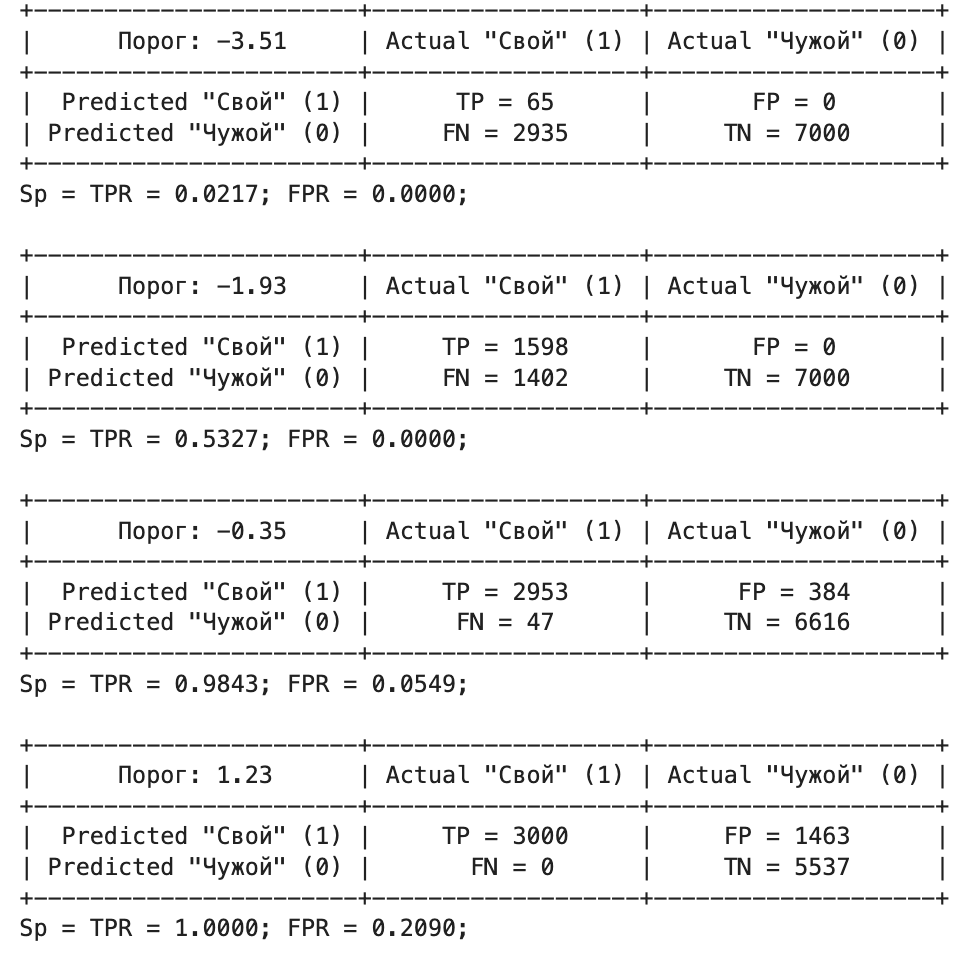 +-----------------------+-------------------+--------------------+
|      Порог: -3.51     | Actual "Свой" (1) | Actual "Чужой" (0) |
+-----------------------+-------------------+--------------------+
|  Predicted "Свой" (1) |      TP = 65      |       FP = 0       |
| Predicted "Чужой" (0) |     FN = 2935     |     TN = 7000      |
+-----------------------+-------------------+--------------------+
Sp = TPR = 0.0217; FPR = 0.0000;
+-----------------------+-------------------+--------------------+
|      Порог: -1.93     | Actual "Свой" (1) | Actual "Чужой" (0) |
+-----------------------+-------------------+--------------------+
|  Predicted "Свой" (1) |     TP = 1598     |       FP = 0       |
| Predicted "Чужой" (0) |     FN = 1402     |     TN = 7000      |
+-----------------------+-------------------+--------------------+
Sp = TPR = 0.5327; FPR = 0.0000;
+-----------------------+-------------------+--------------------+
|      Порог: -0.35     | Actual "Свой" (1) | Actual "Чужой" (0) |
+-----------------------+-------------------+--------------------+
|  Predicted "Свой" (1) |     TP = 2953     |      FP = 384      |
| Predicted "Чужой" (0) |      FN = 47      |     TN = 6616      |
+-----------------------+-------------------+--------------------+
Sp = TPR = 0.9843; FPR = 0.0549;
+-----------------------+-------------------+--------------------+
|      Порог: 1.23      | Actual "Свой" (1) | Actual "Чужой" (0) |
+-----------------------+-------------------+--------------------+
|  Predicted "Свой" (1) |     TP = 3000     |     FP = 1463      |
| Predicted "Чужой" (0) |       FN = 0      |     TN = 5537      |
+-----------------------+-------------------+--------------------+
Sp = TPR = 1.0000; FPR = 0.2090;